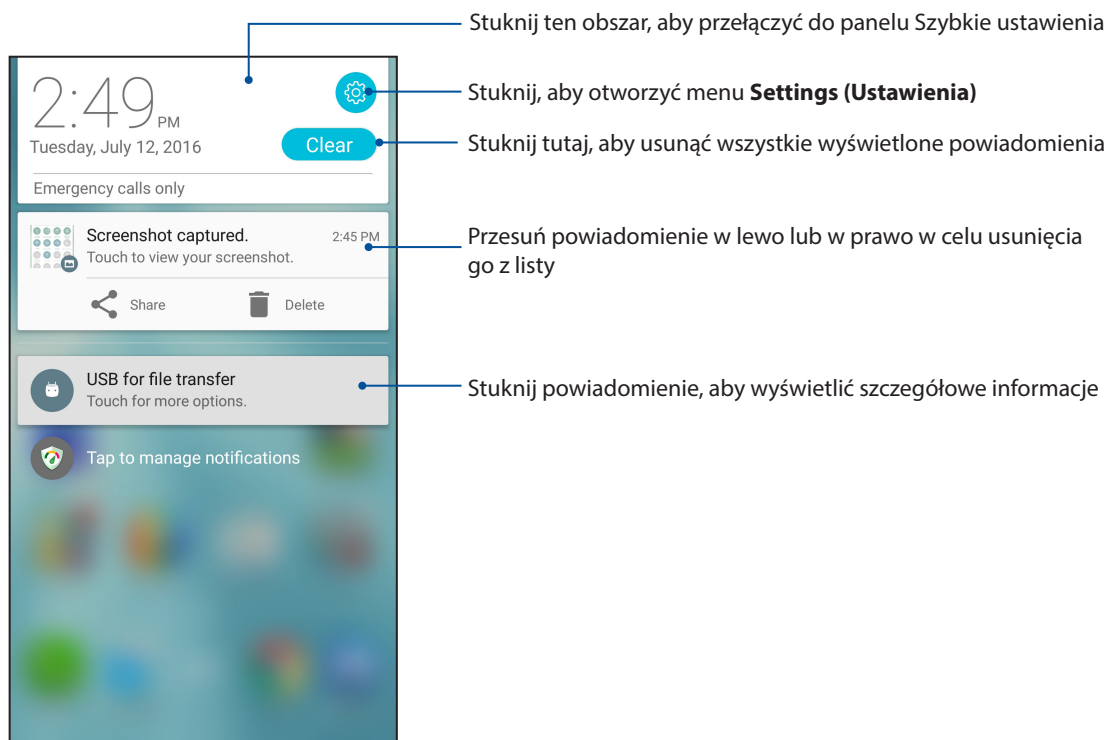 Stuknij ten obszar, aby przełączyć do panelu Szybkie ustawienia
2:49 PM
Stuknij, aby otworzyć menu Settings (Ustawienia)
Tuesday, July 12, 2016
Clear
Stuknij tutaj, aby usunąć wszystkie wyświetlone powiadomienia
Emergency calls only
Screenshot captured.
2:45 PM
Touch to view your screenshot.
Przesuń powiadomienie w lewo lub w prawo w celu usunięcia
go z listy
Share
Delete
USB for file transfer
Touch for more options.
Stuknij powiadomienie, aby wyświetlić szczegółowe informacje
Tap to manage notifications